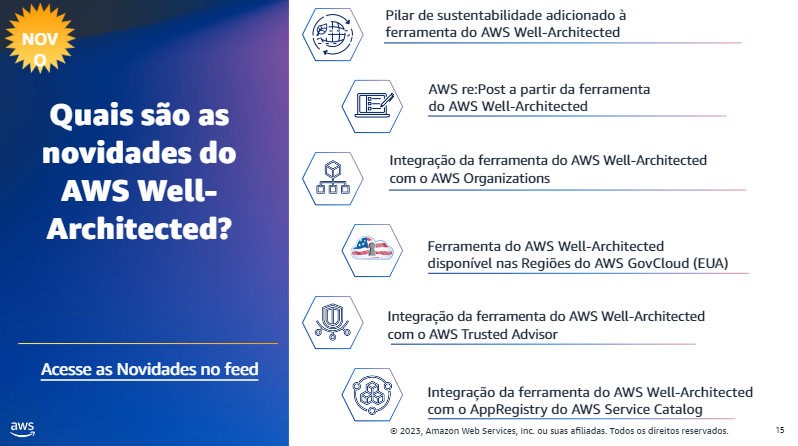 NOV
O
Quais são as
novidades do
AWS Well-
Architected?
Acesse as Novidades no feed
aws
Pilar de sustentabilidade adicionado à
ferramenta do AWS Well-Architected
AWS re:Post a partir da ferramenta
do AWS Well-Architected
Integração da ferramenta do AWS Well-Architected
com o AWS Organizations
Ferramenta do AWS Well-Architected
disponível nas Regiões do AWS GovCloud (EUA)
Integração da ferramenta do AWS Well-Architected
com o AWS Trusted Advisor
Integração da ferramenta do AWS Well-Architected
com o AppRegistry do AWS Service Catalog
© 2023, Amazon Web Services, Inc. ou suas afiliadas. Todos os direitos reservados.
15